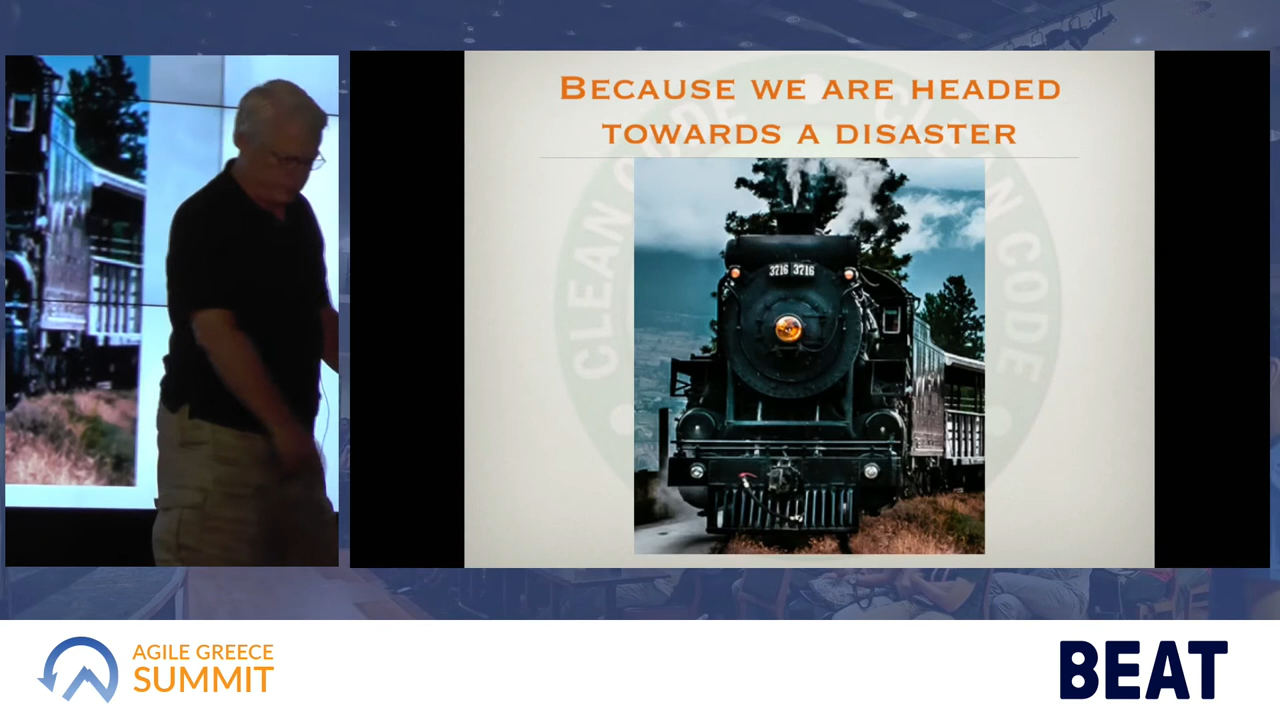 BECAUSE WE ARE HEADED
TOWARDS A DISASTER
CLEAN CODE • CLEAN CODE
3716 3716
AGILE GREECE
SUMMIT
BEAT